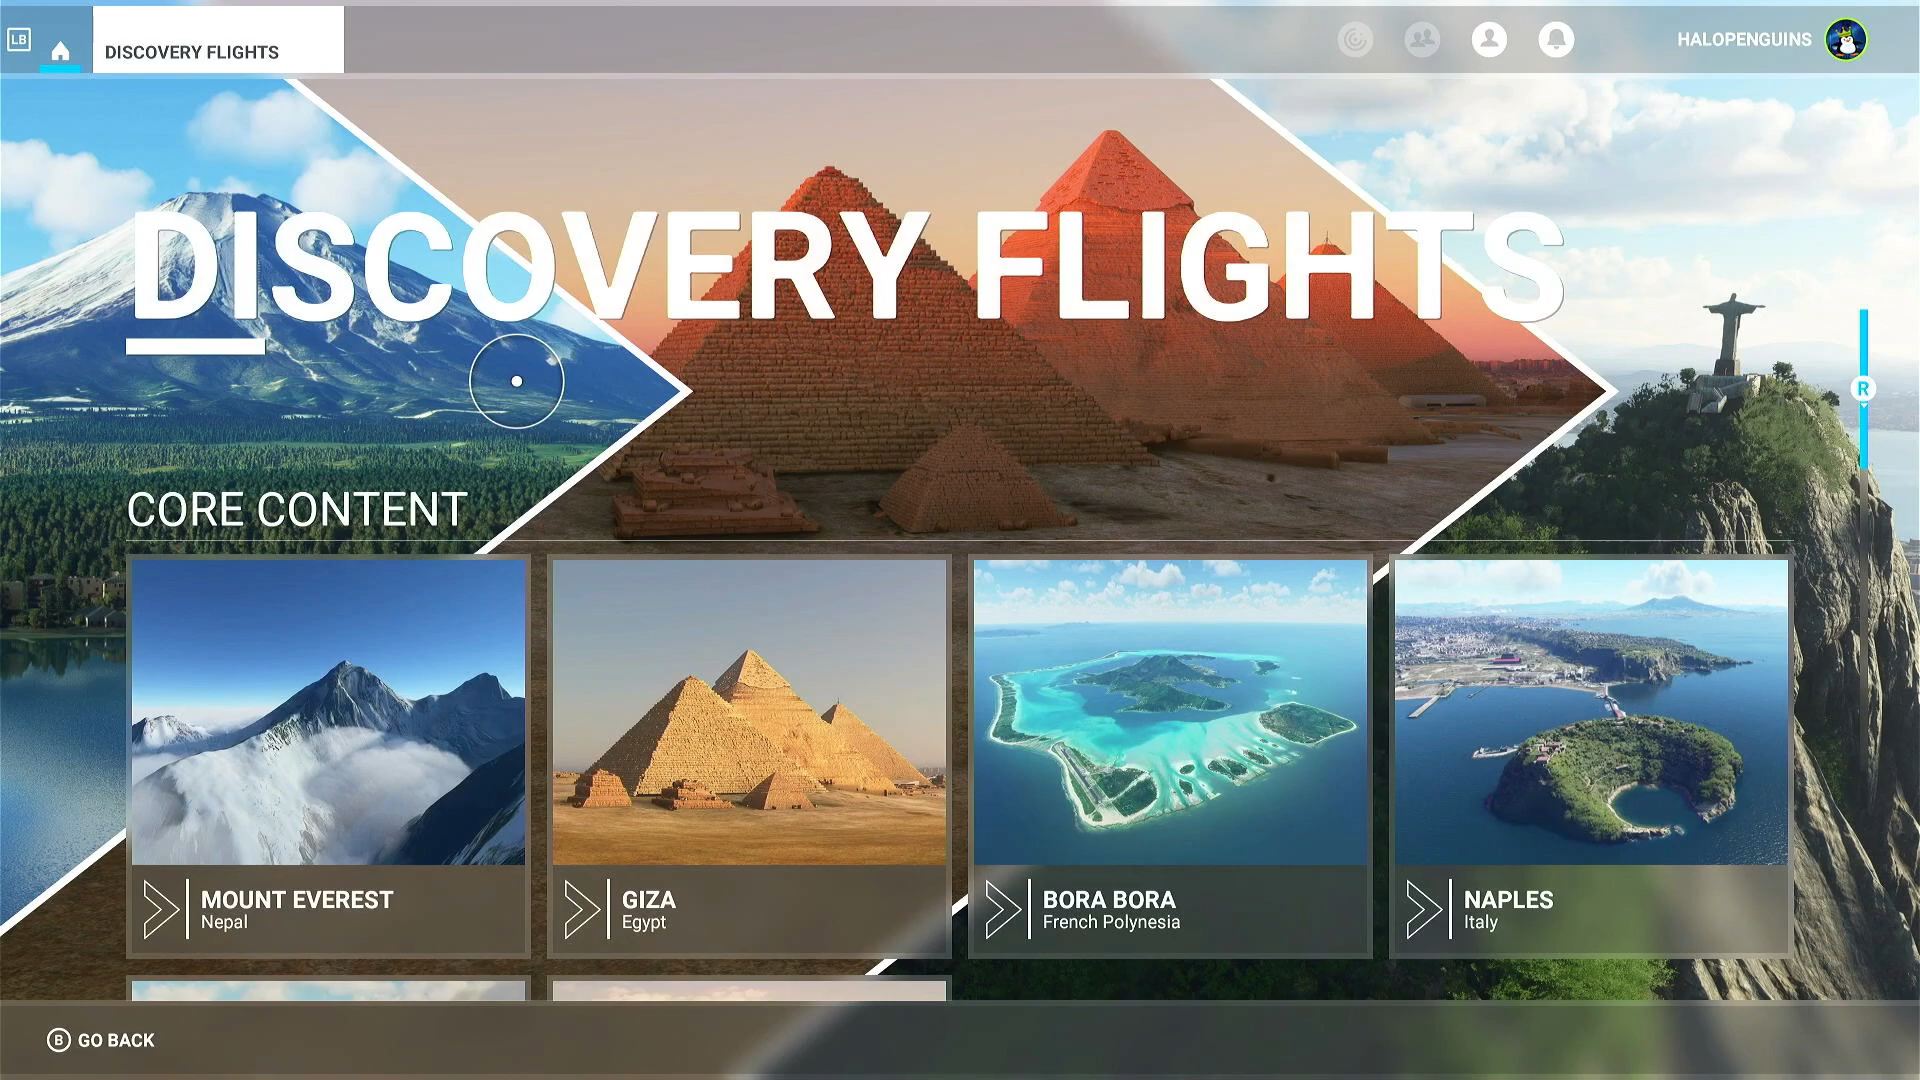 LB
DISCOVERY FLIGHTS
HALOPENGUINS
DISCOVERY FLIGHTS
R
CORE CONTENT
MOUNT EVEREST
Nepal
GIZA
Egypt
BORA BORA
French Polynesia
NAPLES
Italy
B GO BACK